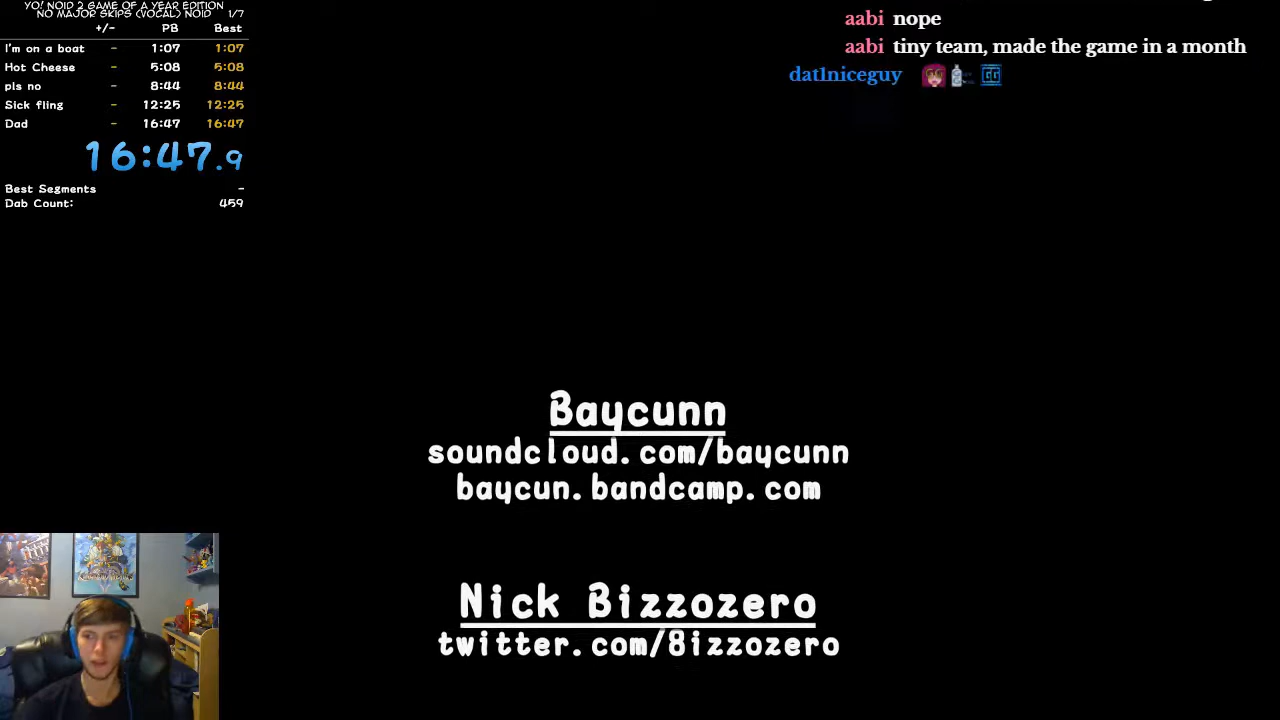 YO! NOID 2 GAME OF A YEAR EDITION
NO MAJOR SKIPS (VOCAL) NOID 1/7
+/- PB Best
I'm on a boat - 1:07 1:07
Hot Cheese - 5:08 5:08
pls no - 8:44 8:44
Sick fling - 12:25 12:25
Dad - 16:47 16:47
16:47.9
Best Segments -
Dab Count: 459
aabi nope
aabi tiny team, made the game in a month
dat1niceguy GG
Baycunn
soundcloud.com/baycunn
baycun.bandcamp.com
Nick Bizzozero
twitter.com/8izzozero